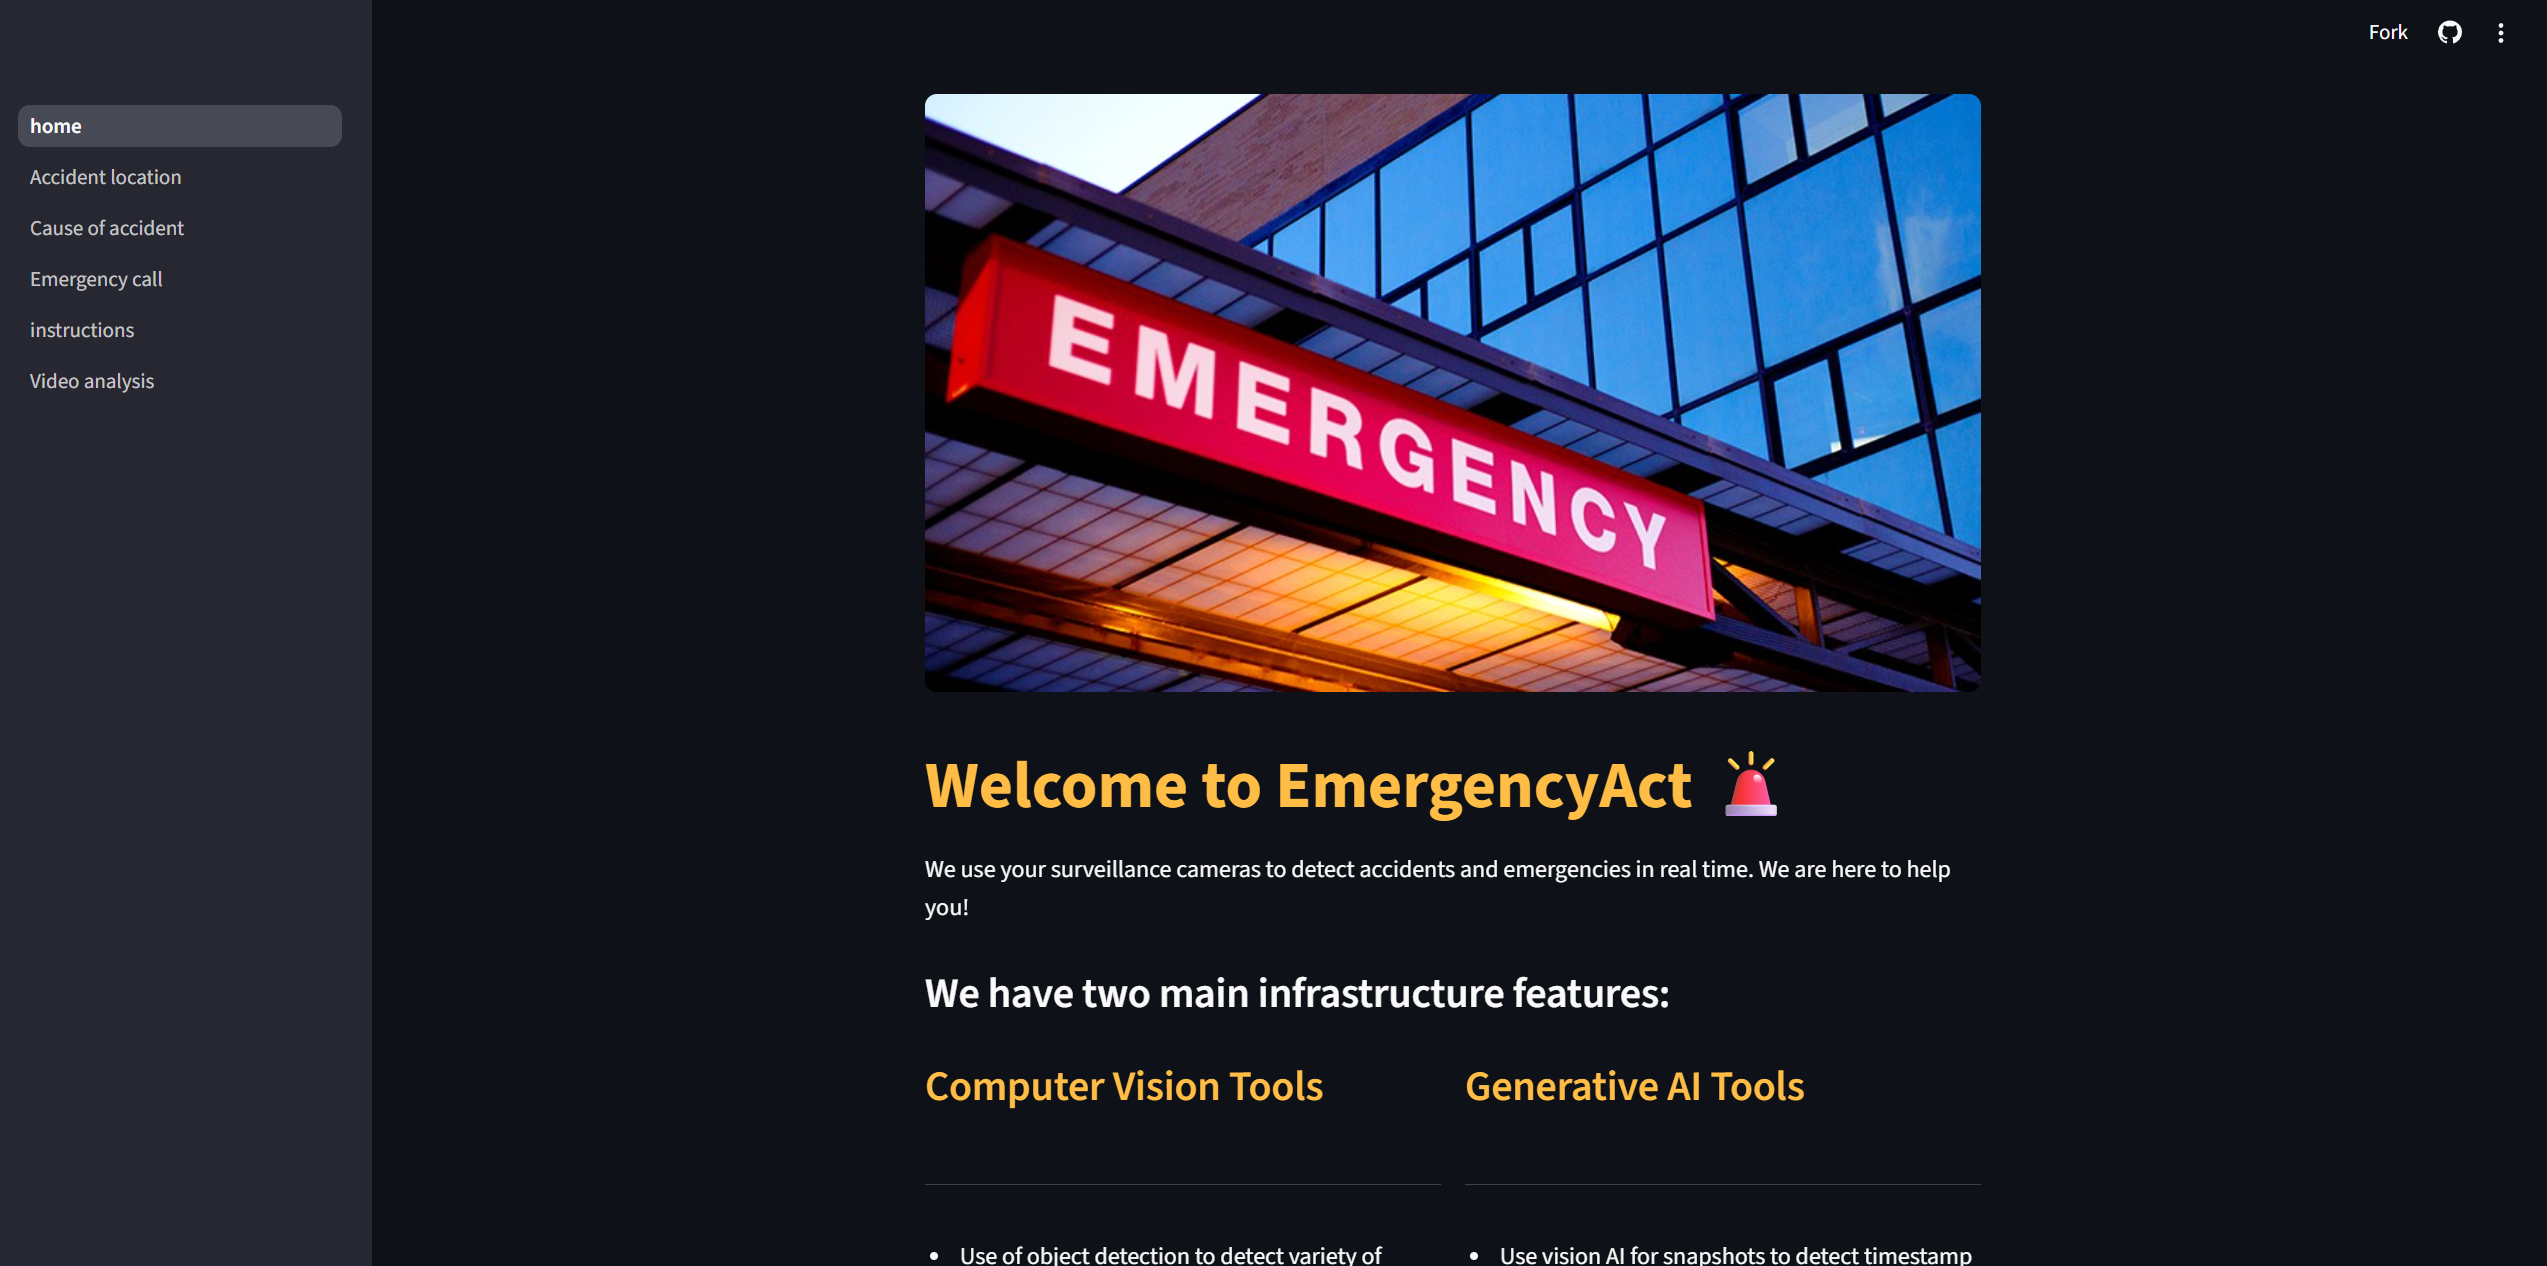 Fork
home
Accident location
Cause of accident
Emergency call
instructions
Video analysis
EMERGENCY
Welcome to EmergencyAct
We use your surveillance cameras to detect accidents and emergencies in real time. We are here to help
you!
We have two main infrastructure features:
Computer Vision Tools
Generative AI Tools
Use of object detection to detect variety of
Use vision AI for snapshots to detect timestamp